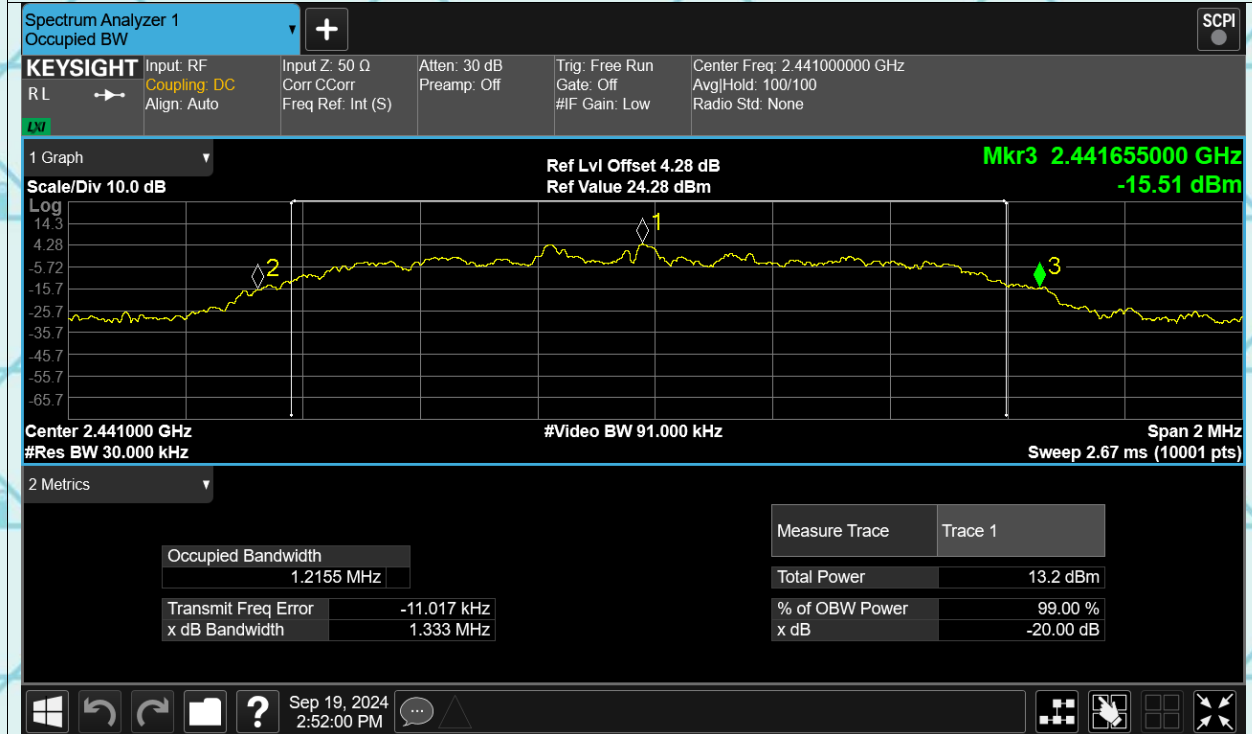 Spectrum Analyzer 1
Occupied BW
SCPI
KEYSIGHT
R L
LXI
Input: RF
Coupling: DC
Align: Auto
Input Z: 50 Ω
Corr CCorr
Freq Ref: Int (S)
Atten: 30 dB
Preamp: Off
Trig: Free Run
Gate: Off
#IF Gain: Low
Center Freq: 2.441000000 GHz
Avg|Hold: 100/100
Radio Std: None
1 Graph
Scale/Div 10.0 dB
Ref Lvl Offset 4.28 dB
Ref Value 24.28 dBm
Mkr3 2.441655000 GHz
-15.51 dBm
Log
14.3
4.28
-5.72
-15.7
-25.7
-35.7
-45.7
-55.7
-65.7
1
2
3
Center 2.441000 GHz
#Video BW 91.000 kHz
Span 2 MHz
#Res BW 30.000 kHz
Sweep 2.67 ms (10001 pts)
2 Metrics
Measure Trace Trace 1
Occupied Bandwidth
1.2155 MHz
Total Power 13.2 dBm
Transmit Freq Error -11.017 kHz
% of OBW Power 99.00 %
x dB Bandwidth 1.333 MHz
x dB -20.00 dB
?
Sep 19, 2024
2:52:00 PM